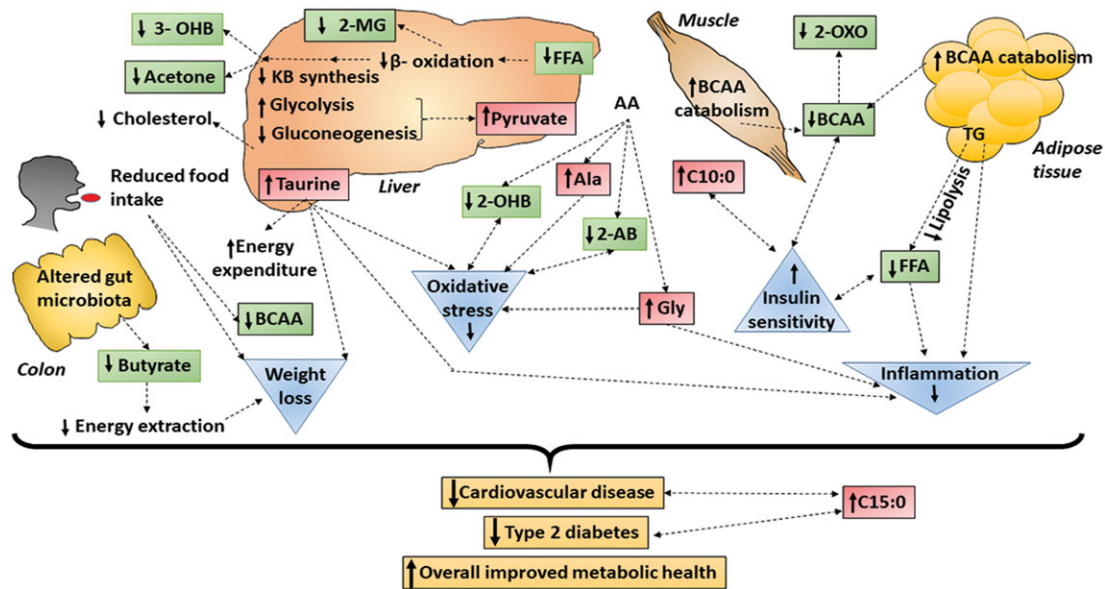 ↓ 3- OHB
↓ 2-MG
Muscle
↓ 2-OXO
↓ Acetone
↓β- oxidation
↓FFA
↓ KB synthesis
↑ BCAA catabolism
↑BCAA
catabolism
↑ Glycolysis
↓ Cholesterol
↓ Gluconeogenesis
↑Pyruvate
AA
↓BCAA
TG
Adipose
tissue
Reduced food
intake
↑ Taurine
Liver
↑Ala
↑C10:0
↓ Lipolysis
↓ 2-OHB
↓ 2-AB
↑Energy
expenditure
Altered gut
microbiota
Oxidative
stress
↓
↑
Insulin
sensitivity
↓FFA
↑ Gly
↓BCAA
Colon
↓ Butyrate
Weight
loss
Inflammation
↓
↓ Energy extraction
↓Cardiovascular disease
↑C15:0
↓ Type 2 diabetes
↑Overall improved metabolic health